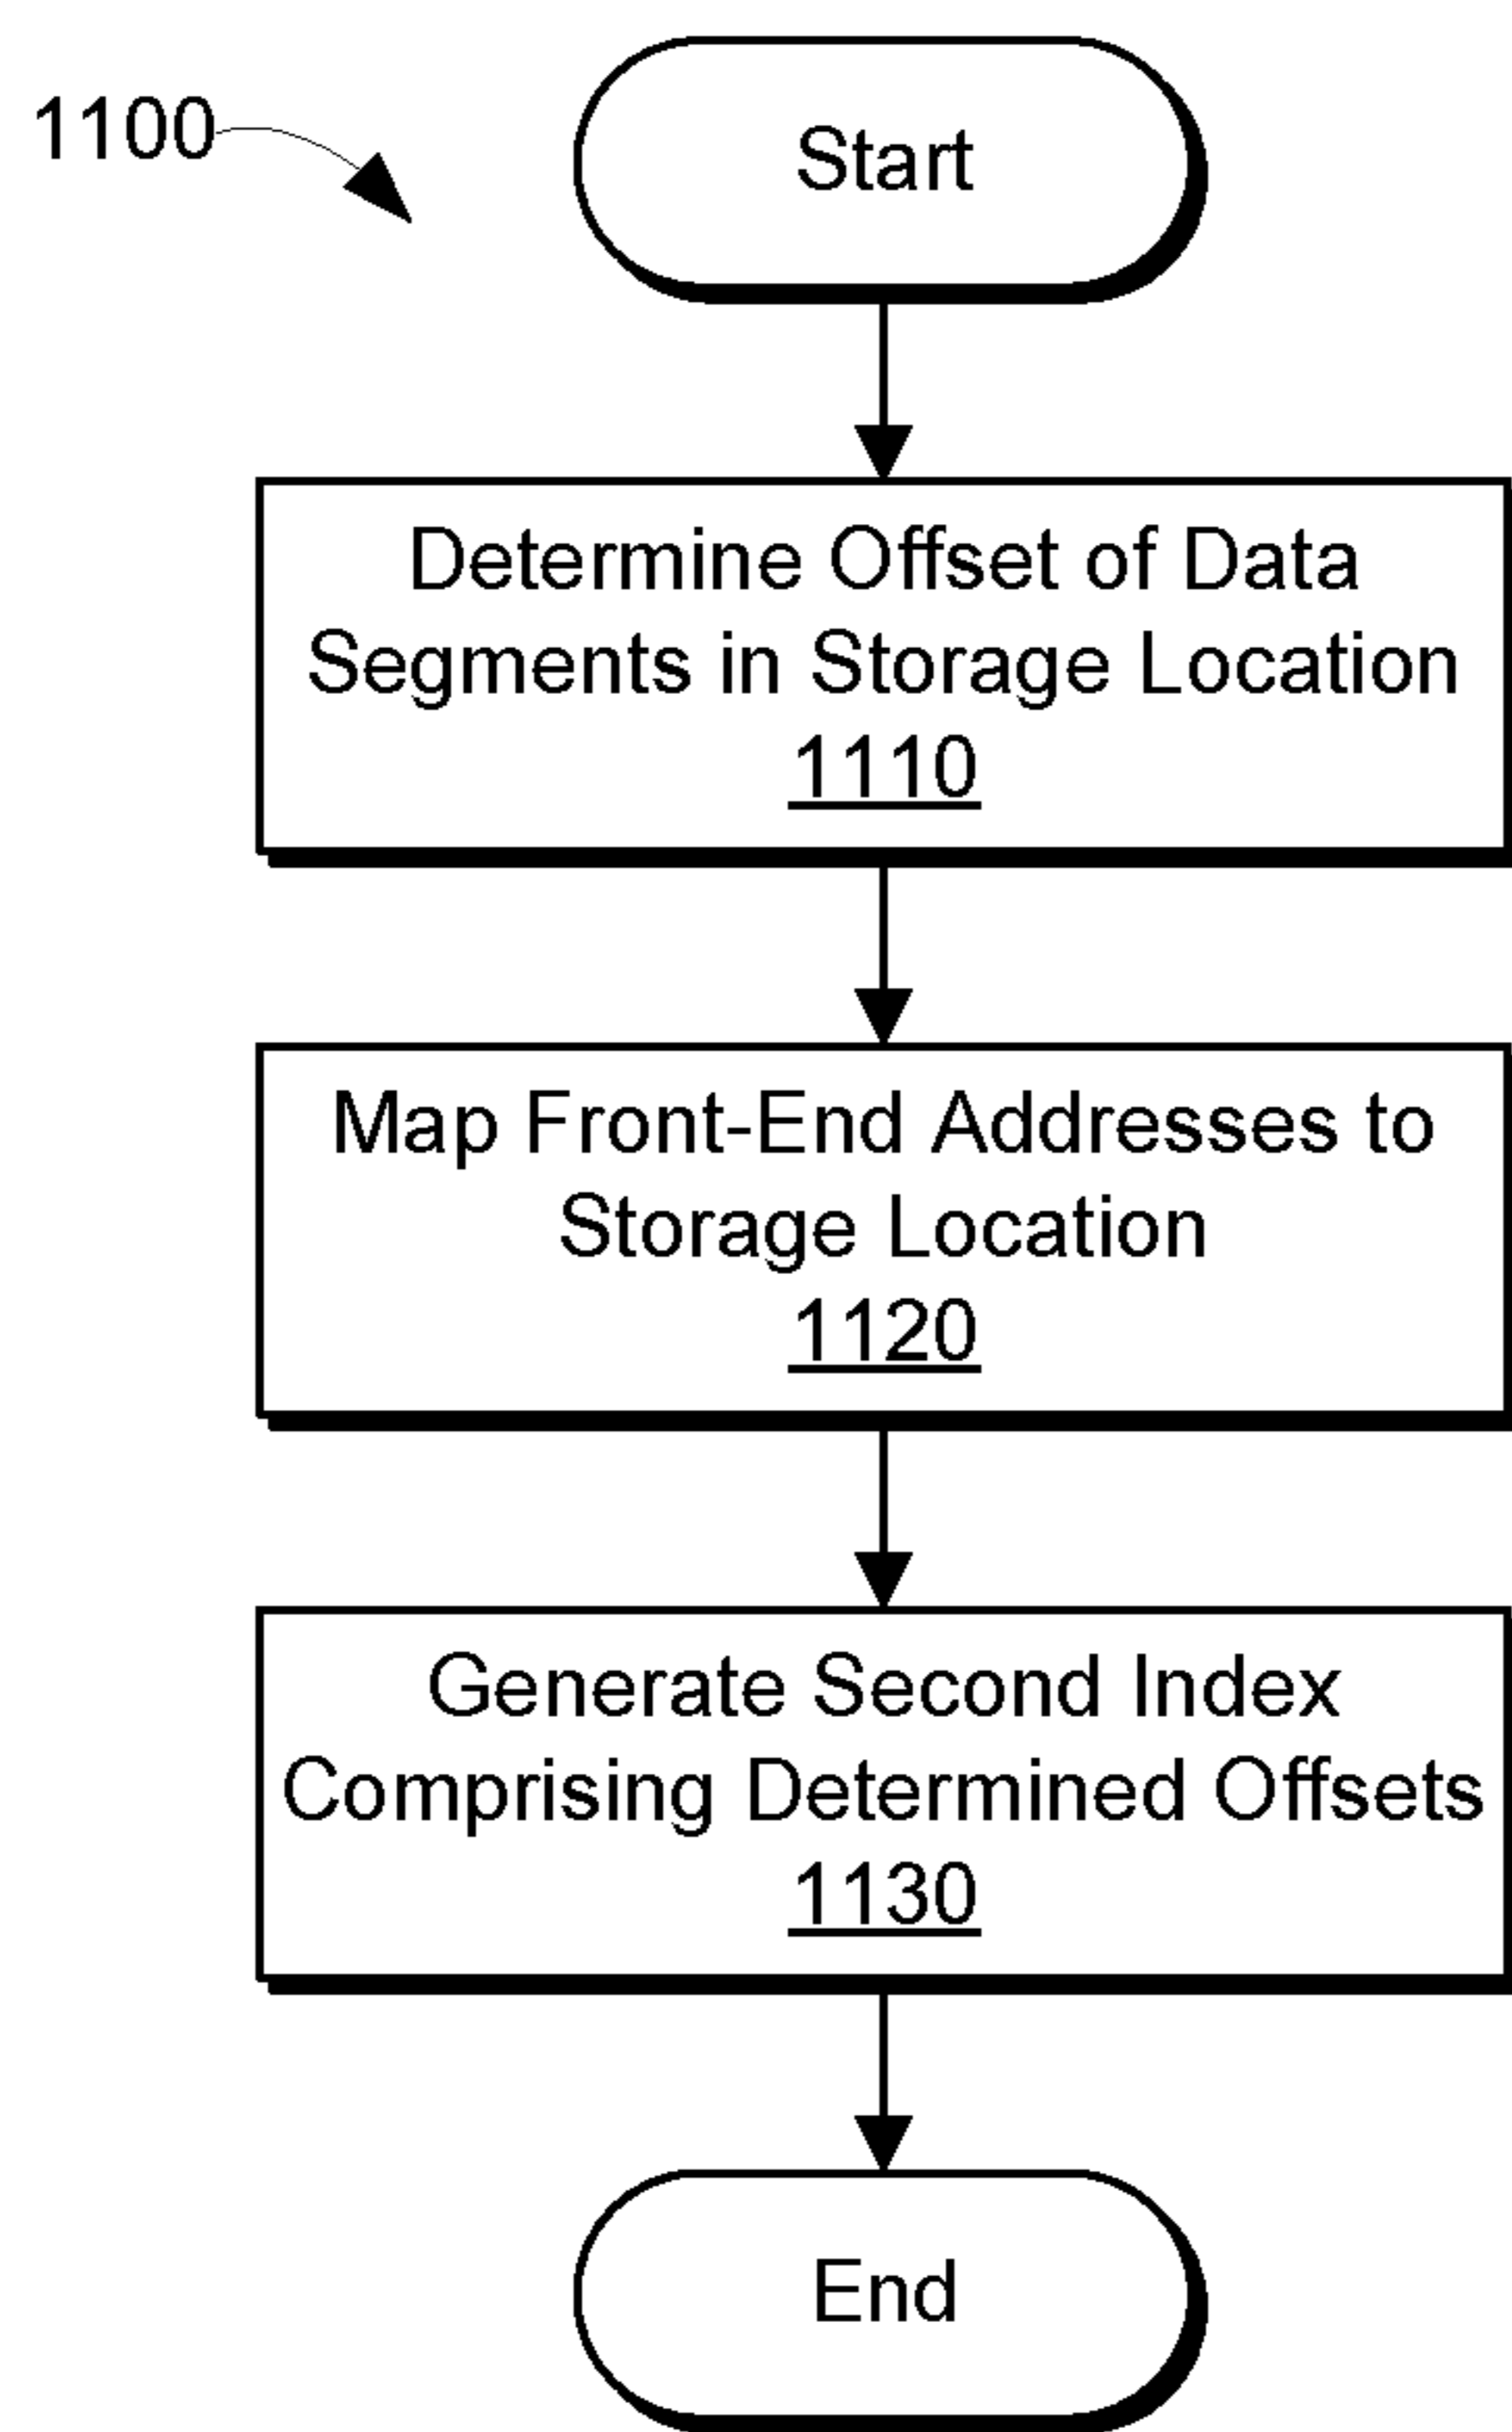 1100
Start
Determine Offset of Data
Segments in Storage Location
1110
Map Front-End Addresses to
Storage Location
1120
Generate Second Index
Comprising Determined Offsets
1130
End